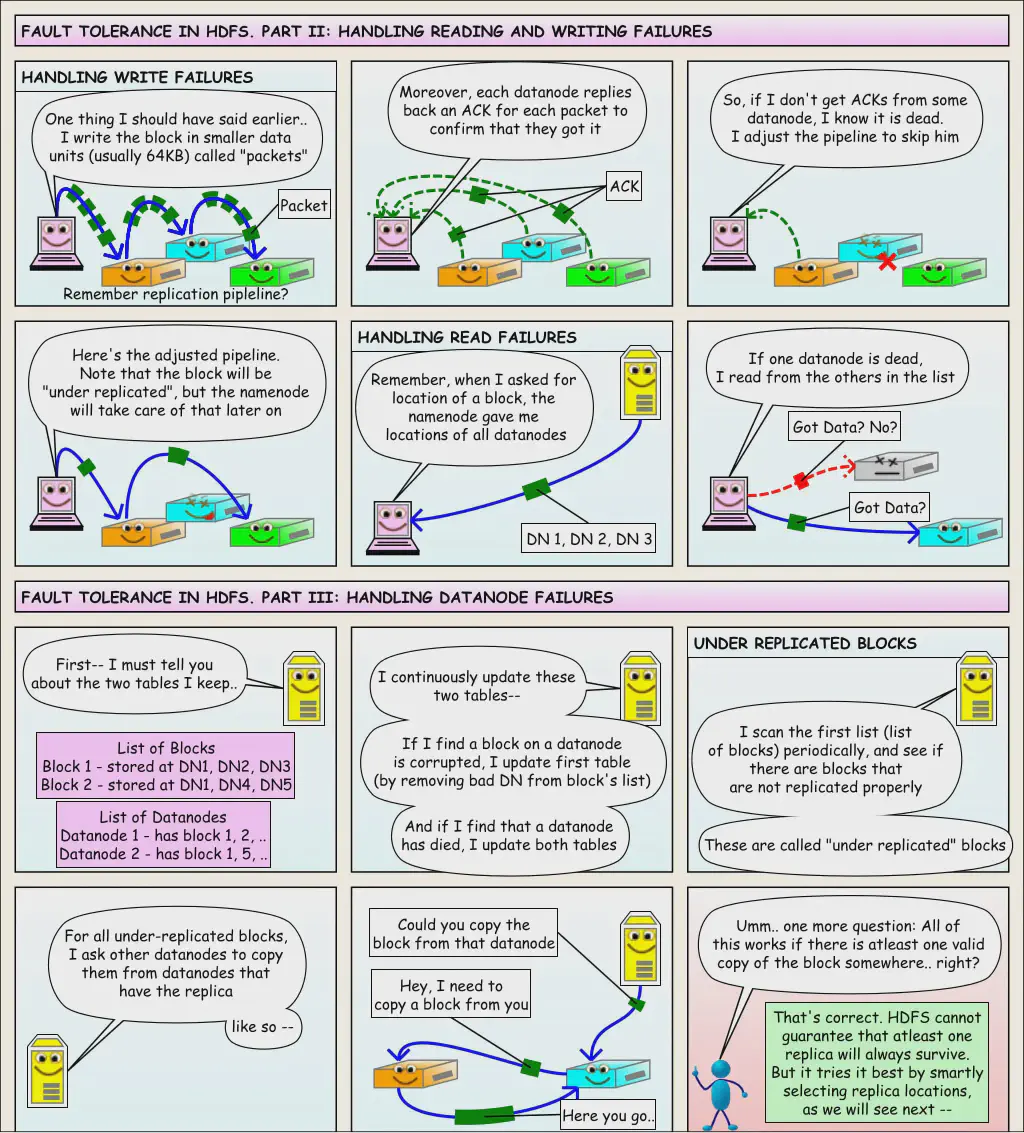 FAULT TOLERANCE IN HDFS. PART II: HANDLING READING AND WRITING FAILURES
HANDLING WRITE FAILURES
One thing I should have said earlier..
I write the block in smaller data
units (usually 64KB) called "packets"
Packet
Remember replication pipleline?
Moreover, each datanode replies
back an ACK for each packet to
confirm that they got it
ACK
So, if I don't get ACKs from some
datanode, I know it is dead.
I adjust the pipeline to skip him
Here's the adjusted pipeline.
Note that the block will be
"under replicated", but the namenode
will take care of that later on
HANDLING READ FAILURES
Remember, when I asked for
location of a block, the
namenode gave me
locations of all datanodes
DN 1, DN 2, DN 3
If one datanode is dead,
I read from the others in the list
Got Data? No?
Got Data?
FAULT TOLERANCE IN HDFS. PART III: HANDLING DATANODE FAILURES
First-- I must tell you
about the two tables I keep..
List of Blocks
Block 1 - stored at DN1, DN2, DN3
Block 2 - stored at DN1, DN4, DN5
List of Datanodes
Datanode 1 - has block 1, 2, ..
Datanode 2 - has block 1, 5, ..
I continuously update these
two tables--
If I find a block on a datanode
is corrupted, I update first table
(by removing bad DN from block's list)
And if I find that a datanode
has died, I update both tables
UNDER REPLICATED BLOCKS
I scan the first list (list
of blocks) periodically, and see if
there are blocks that
are not replicated properly
These are called "under replicated" blocks
For all under-replicated blocks,
I ask other datanodes to copy
them from datanodes that
have the replica
like so --
Could you copy the
block from that datanode
Hey, I need to
copy a block from you
Here you go..
Umm.. one more question: All of
this works if there is atleast one valid
copy of the block somewhere.. right?
That's correct. HDFS cannot
guarantee that atleast one
replica will always survive.
But it tries it best by smartly
selecting replica locations,
as we will see next --